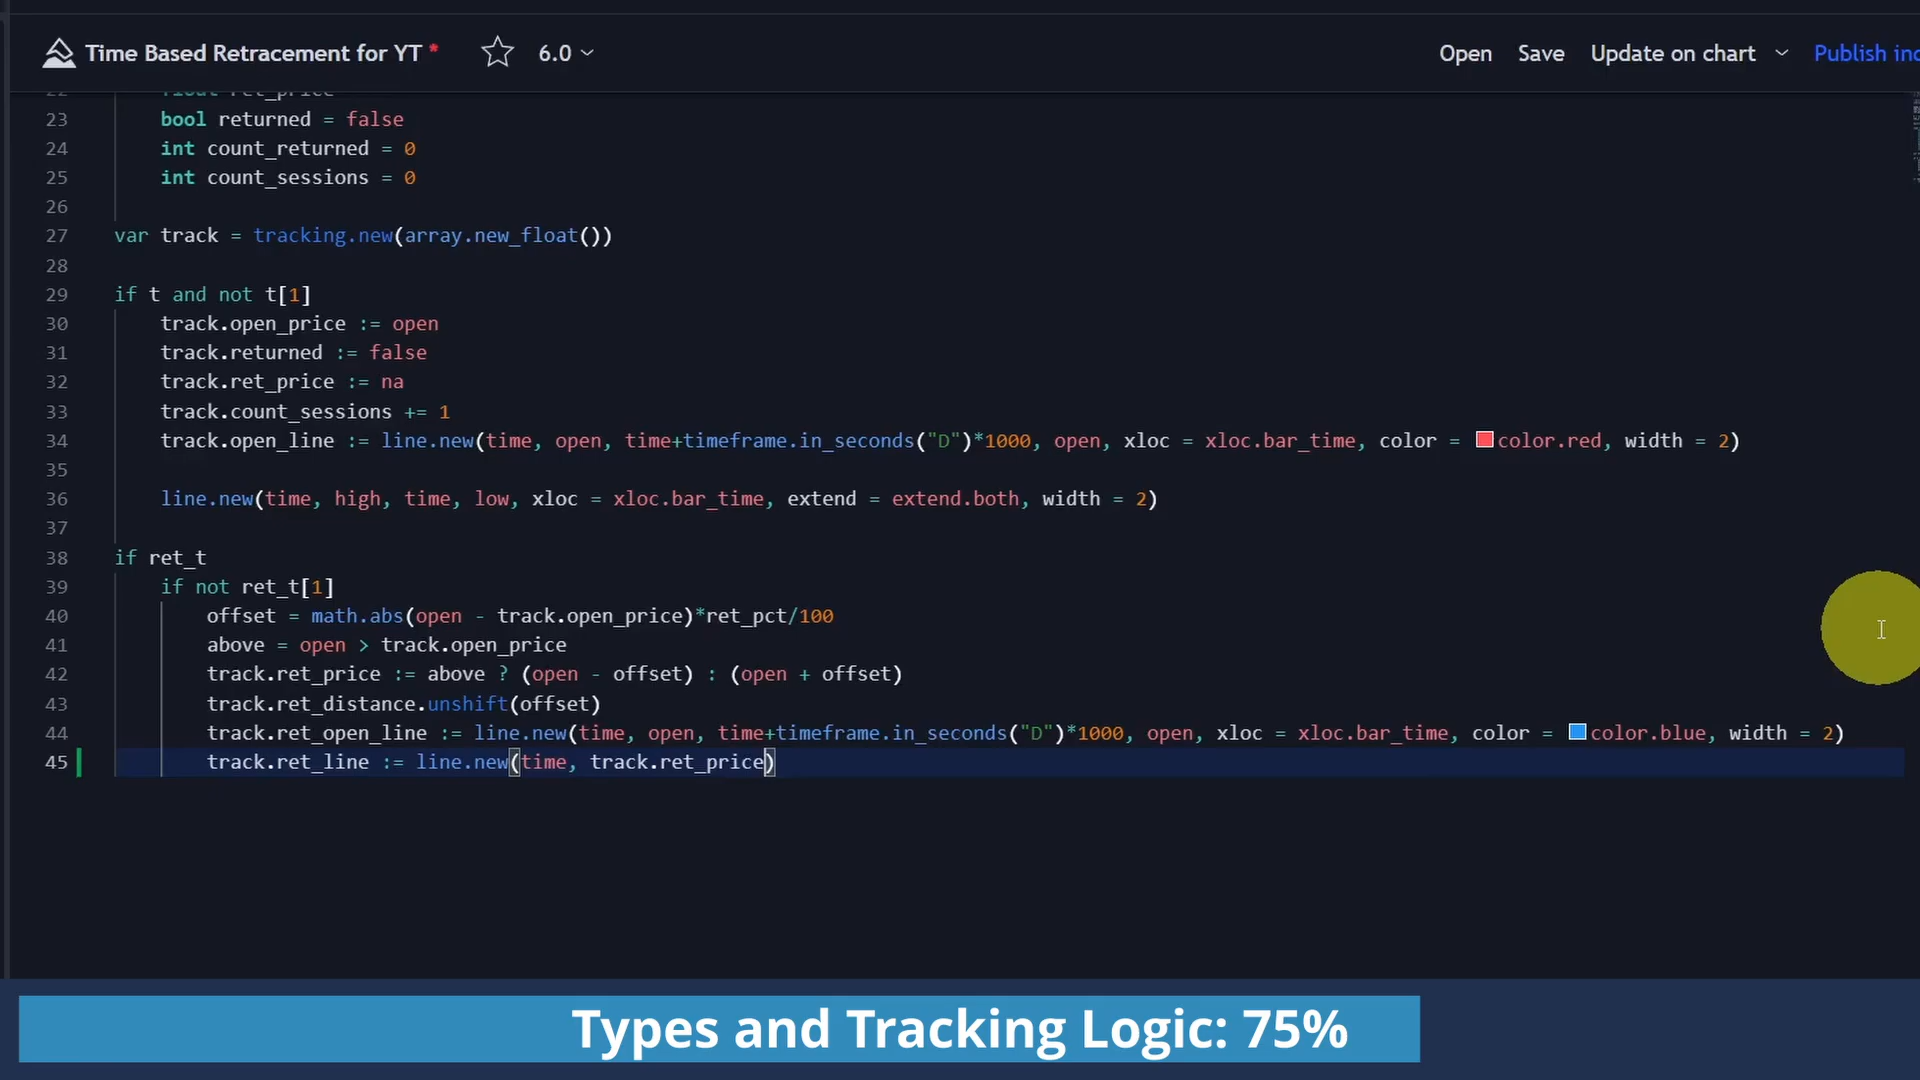 Time Based Retracement for YT * 6.0 Open Save Update on chart Publish
23 bool returned = false
24 int count_returned = 0
25 int count_sessions = 0
26
27 var track = tracking.new(array.new_float())
28
29 if t and not t[1]
30 track.open_price := open
31 track.returned := false
32 track.ret_price := na
33 track.count_sessions += 1
34 track.open_line := line.new(time, open, time+timeframe.in_seconds("D")*1000, open, xloc = xloc.bar_time, color = color.red, width = 2)
35
36 line.new(time, high, time, low, xloc = xloc.bar_time, extend = extend.both, width = 2)
37
38 if ret_t
39 if not ret_t[1]
40 offset = math.abs(open - track.open_price)*ret_pct/100
41 above = open > track.open_price
42 track.ret_price := above ? (open - offset) : (open + offset)
43 track.ret_distance.unshift(offset)
44 track.ret_open_line := line.new(time, open, time+timeframe.in_seconds("D")*1000, open, xloc = xloc.bar_time, color = color.blue, width = 2)
45 track.ret_line := line.new(time, track.ret_price)
Types and Tracking Logic: 75%